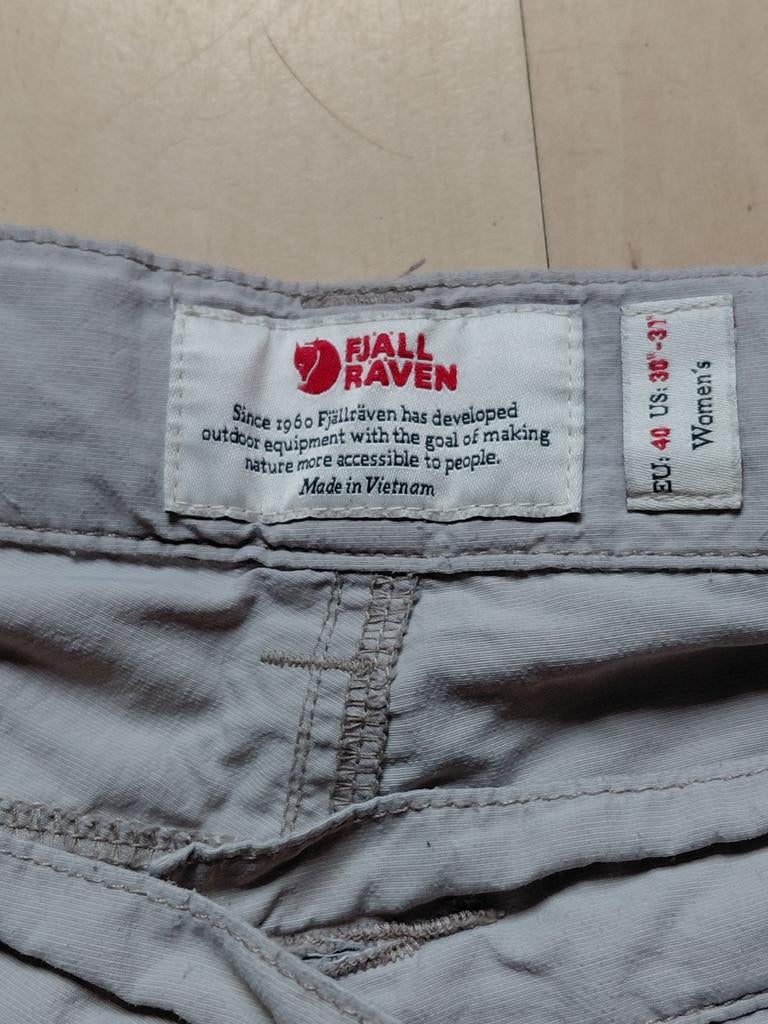 FJÄLL
RÄVEN
Since 1960 Fjällräven has developed
outdoor equipment with the goal of making
nature more accessible to people.
Made in Vietnam
EU: 40 US: 30"-31"
Women's